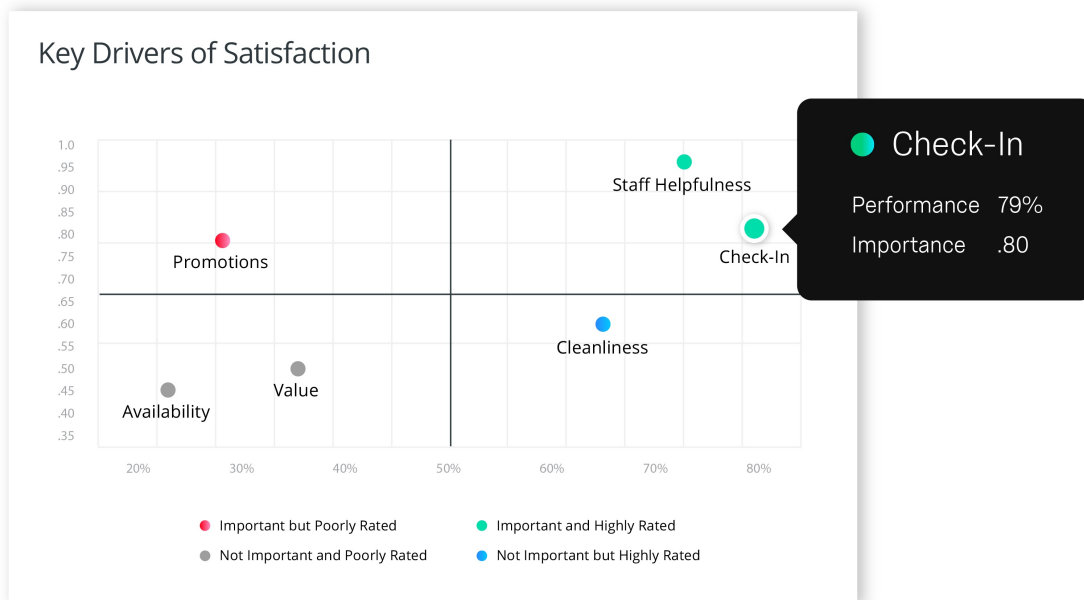 Key Drivers of Satisfaction
1.0
.95
.90
.85
.80
.75
.70
.65
.60
.55
.50
.45
.40
.35
Staff Helpfulness
Check-In
Promotions
Cleanliness
Value
Availability
20% 30% 40% 50% 60% 70% 80%
Important but Poorly Rated
Important and Highly Rated
Not Important and Poorly Rated
Not Important but Highly Rated
Check-In
Performance 79%
Importance .80